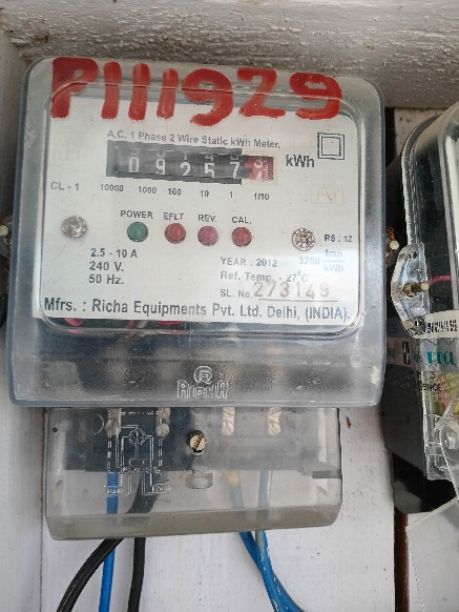 P111929
A.C. 1 Phase 2 Wire Static kWh Meter.
09257 kWh
CL - 1 10000 1000 100 10 1 1/10
POWER EFLT REV. CAL.
RS : 12
2.5 - 10 A
240 V.
50 Hz.
YEAR : 2012 3200 Imp/kWh
Ref. Temp. - 27°C
SL. No. 273149
Mfrs. : Richa Equipments Pvt. Ltd. Delhi, (INDIA).
R
RICHA